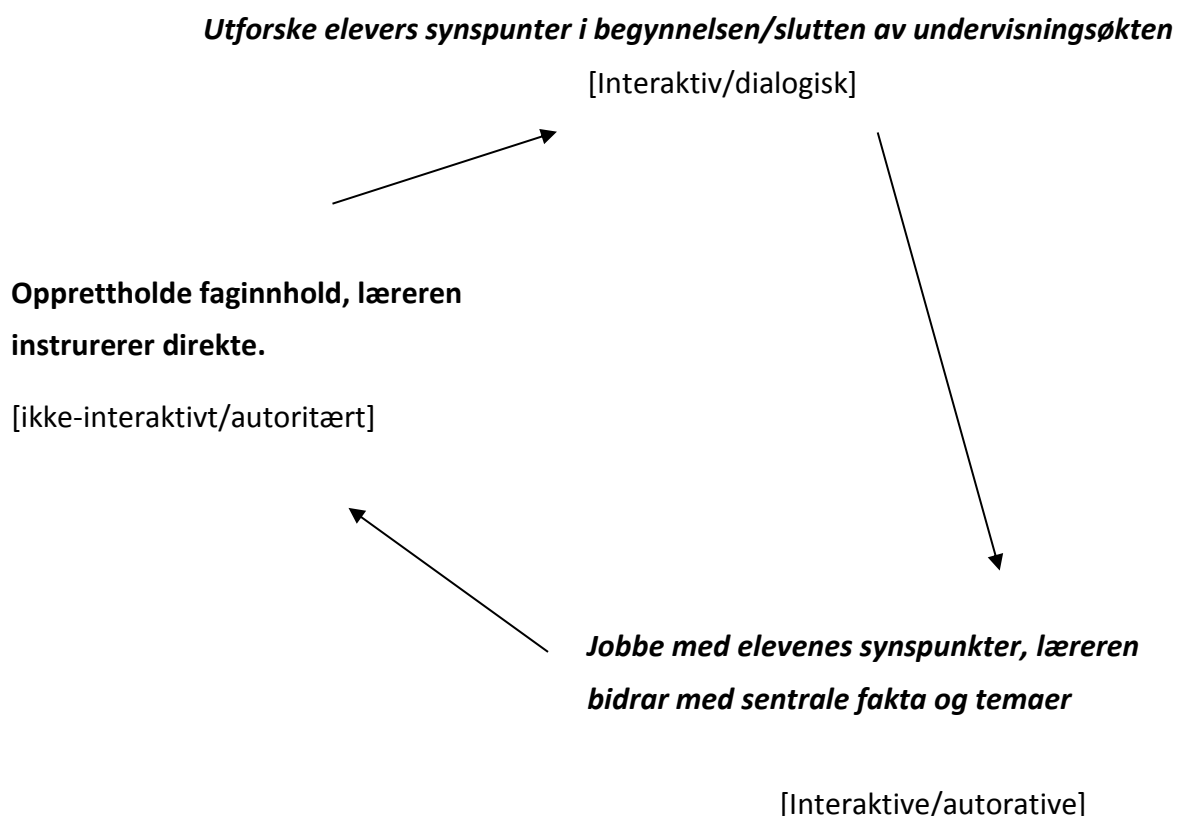 Utforske elevers synspunter i begynnelsen/slutten av undervisningsøkten
[Interaktiv/dialogisk]
Opprettholde faginnhold, læreren
instrurerer direkte.
[ikke-interaktivt/autoritært]
Jobbe med elevenes synspunkter, læreren
bidrar med sentrale fakta og temaer
[Interaktive/autorative]